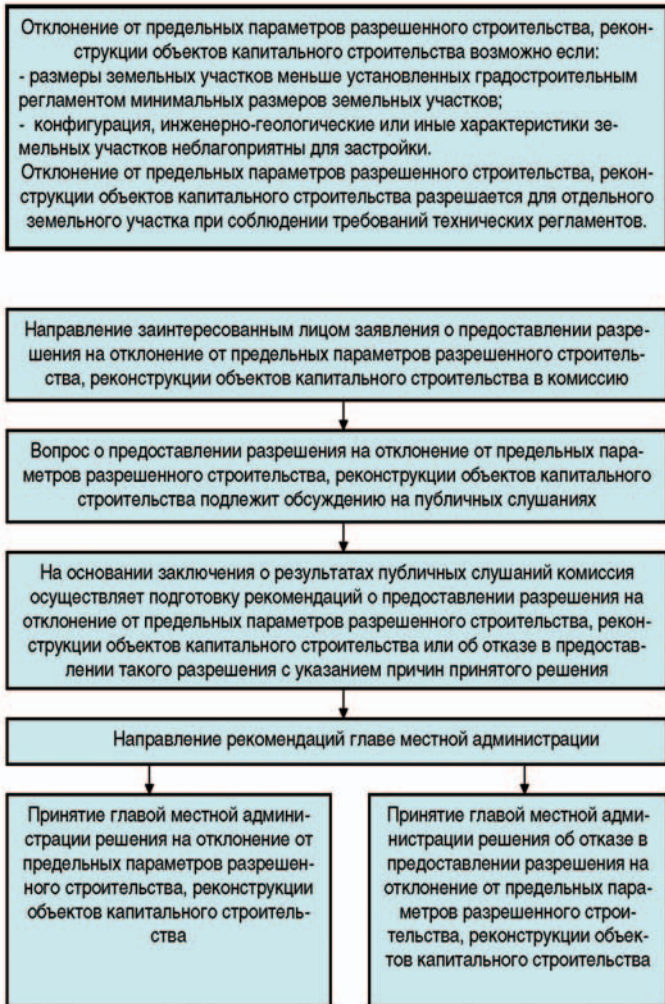 Отклонение от предельных параметров разрешенного строительства, рекон-
струкции объектов капитального строительства возможно если:
- размеры земельных участков меньше установленных градостроительным
регламентом минимальных размеров земельных участков;
- конфигурация, инженерно-геологические или иные характеристики зе-
мельных участков неблагоприятны для застройки.
Отклонение от предельных параметров разрешенного строительства, рекон-
струкции объектов капитального строительства разрешается для отдельного
земельного участка при соблюдении требований технических регламентов.
Направление заинтересованным лицом заявления о предоставлении разре-
шения на отклонение от предельных параметров разрешенного строитель-
ства, реконструкции объектов капитального строительства в комиссию
Вопрос о предоставлении разрешения на отклонение от предельных пара-
метров разрешенного строительства, реконструкции объектов капитального
строительства подлежит обсуждению на публичных слушаниях
На основании заключения о результатах публичных слушаний комиссия
осуществляет подготовку рекомендаций о предоставлении разрешения на
отклонение от предельных параметров разрешенного строительства, рекон-
струкции объектов капитального строительства или об отказе в предостав-
лении такого разрешения с указанием причин принятого решения
Направление рекомендаций главе местной администрации
Принятие главой местной админи-
страции решения на отклонение от
предельных параметров разрешен-
ного строительства, реконструкции
объектов капитального строитель-
ства
Принятие главой местной адми-
нистрации решения об отказе в
предоставлении разрешения на
отклонение от предельных пара-
метров разрешенного строи-
тельства, реконструкции объек-
тов капитального строительства